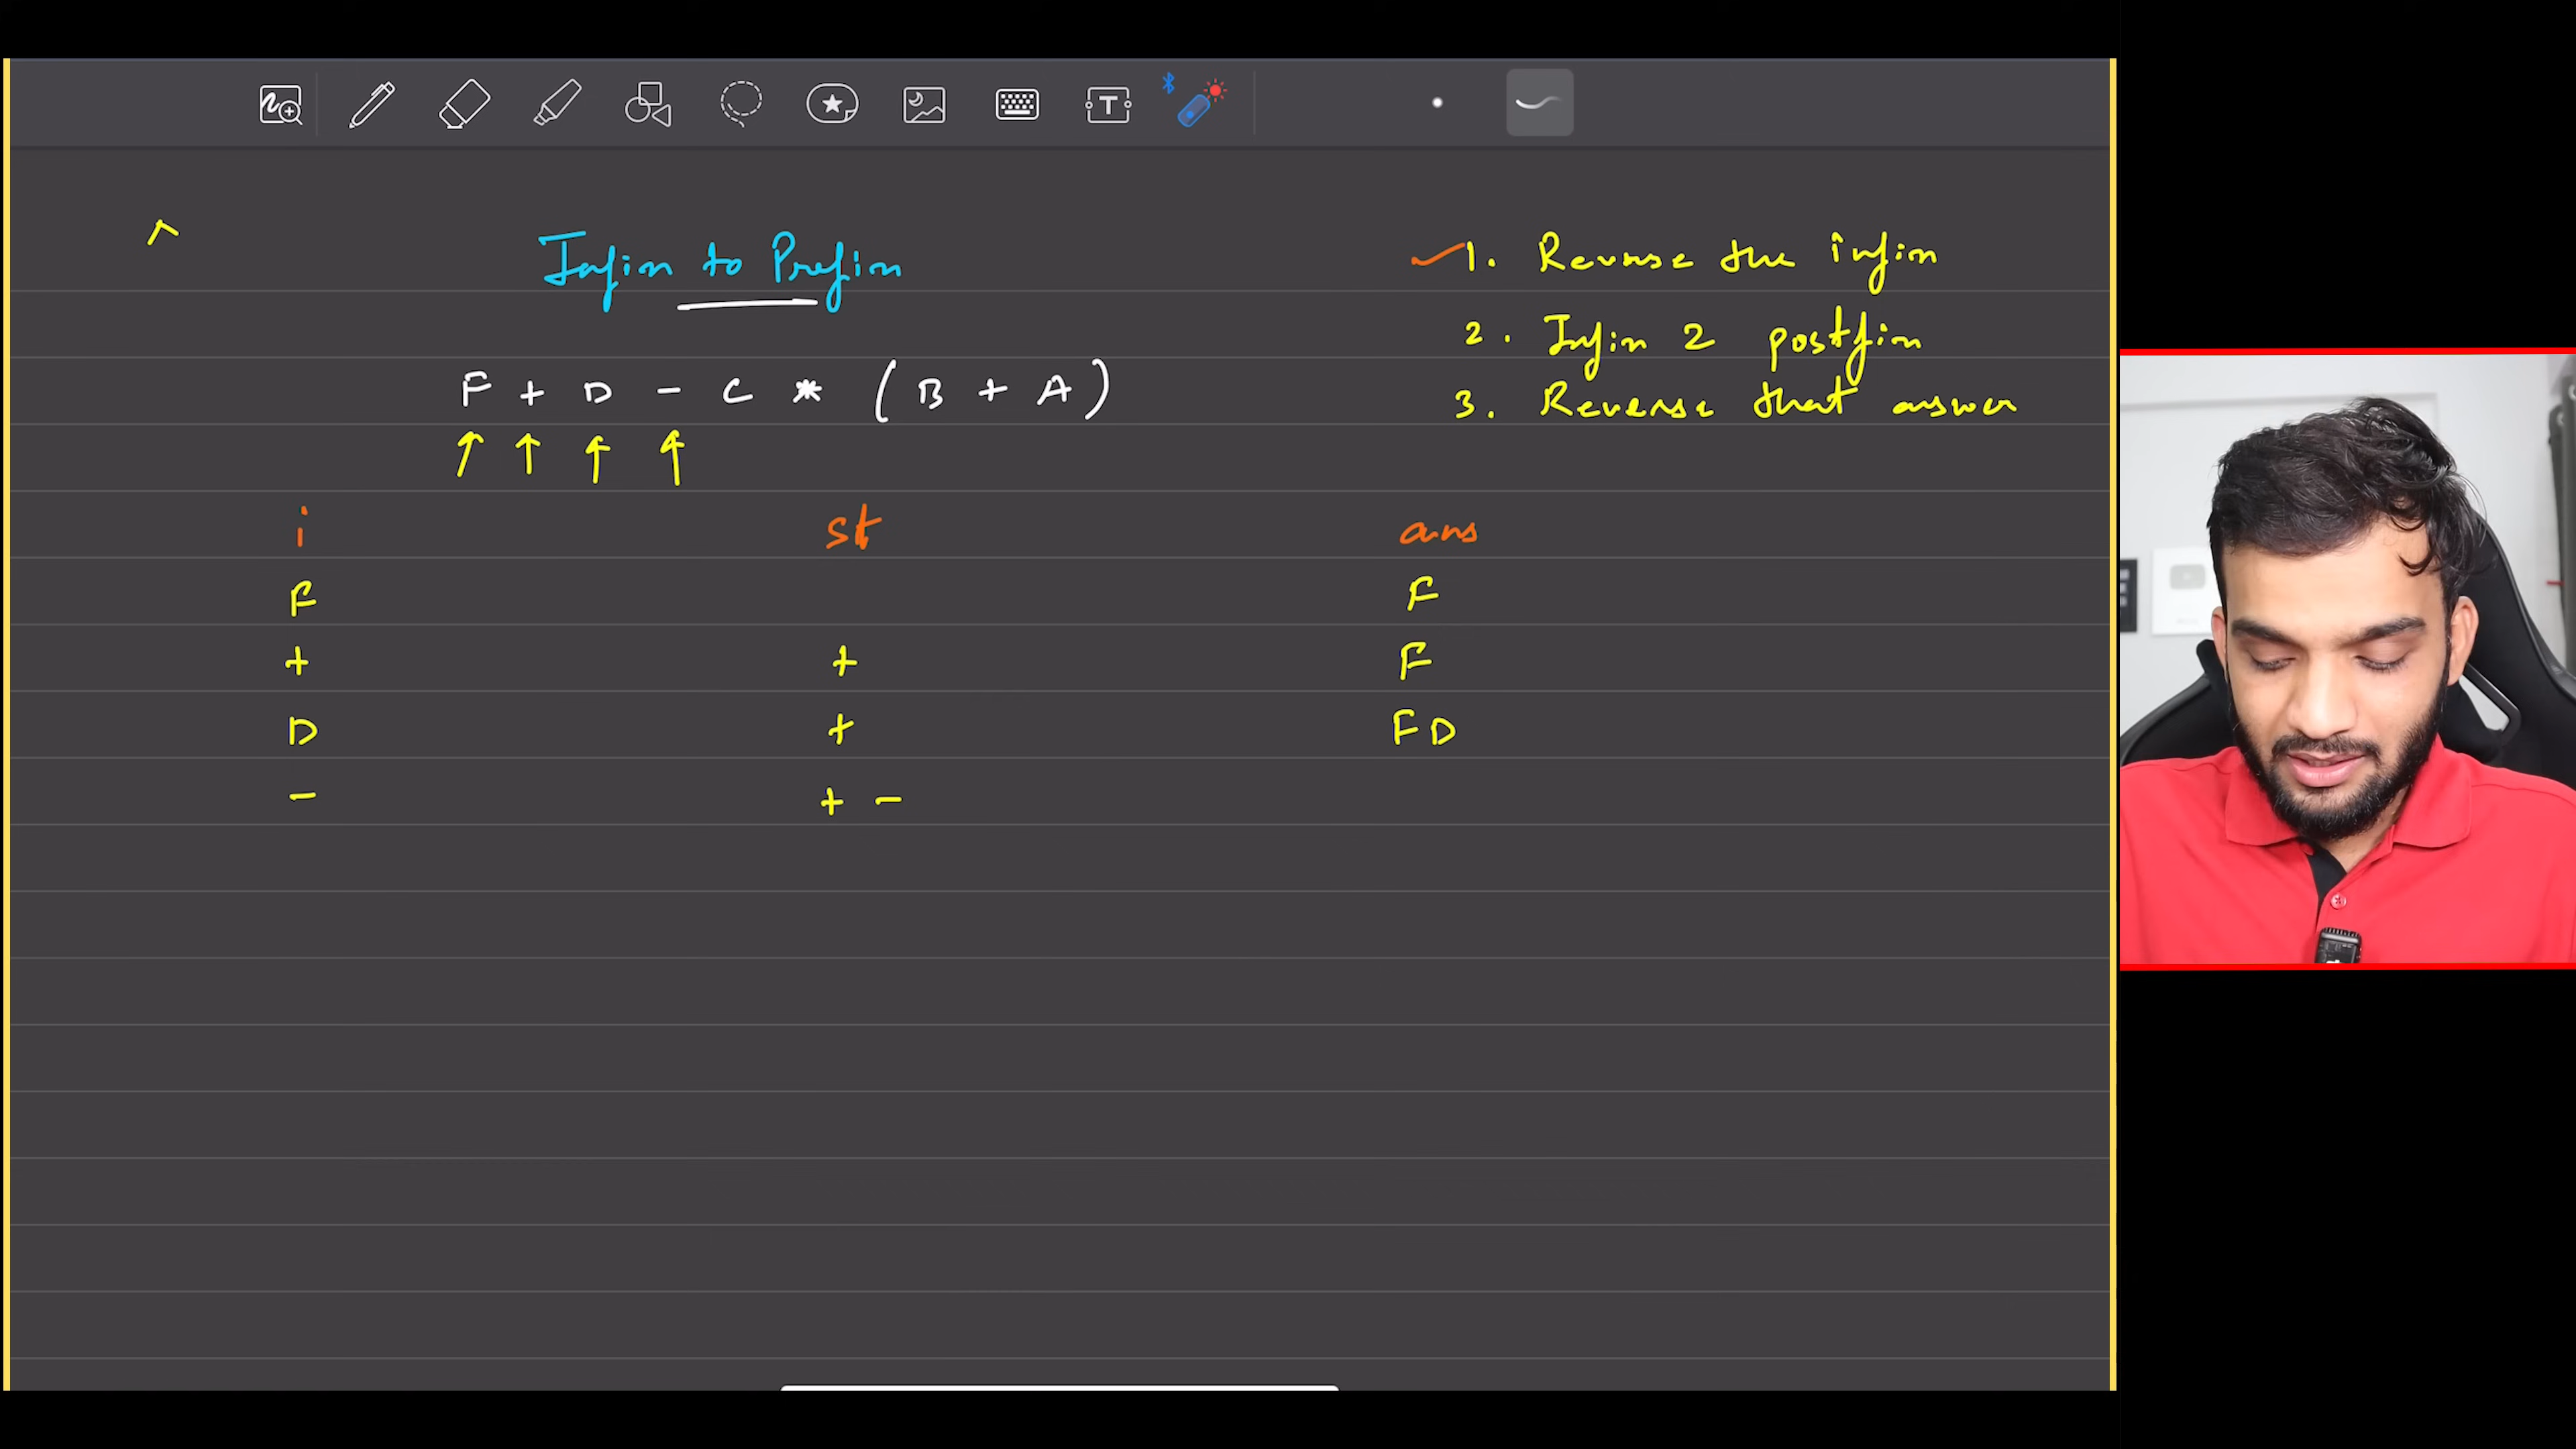 ^
Infix to Prefix
1. Reverse the infix
2. Infix 2 postfix
3. Reverse that answer
F + D - C * ( B + A )
i st ans
F F
+ + F
D + F D
- + -